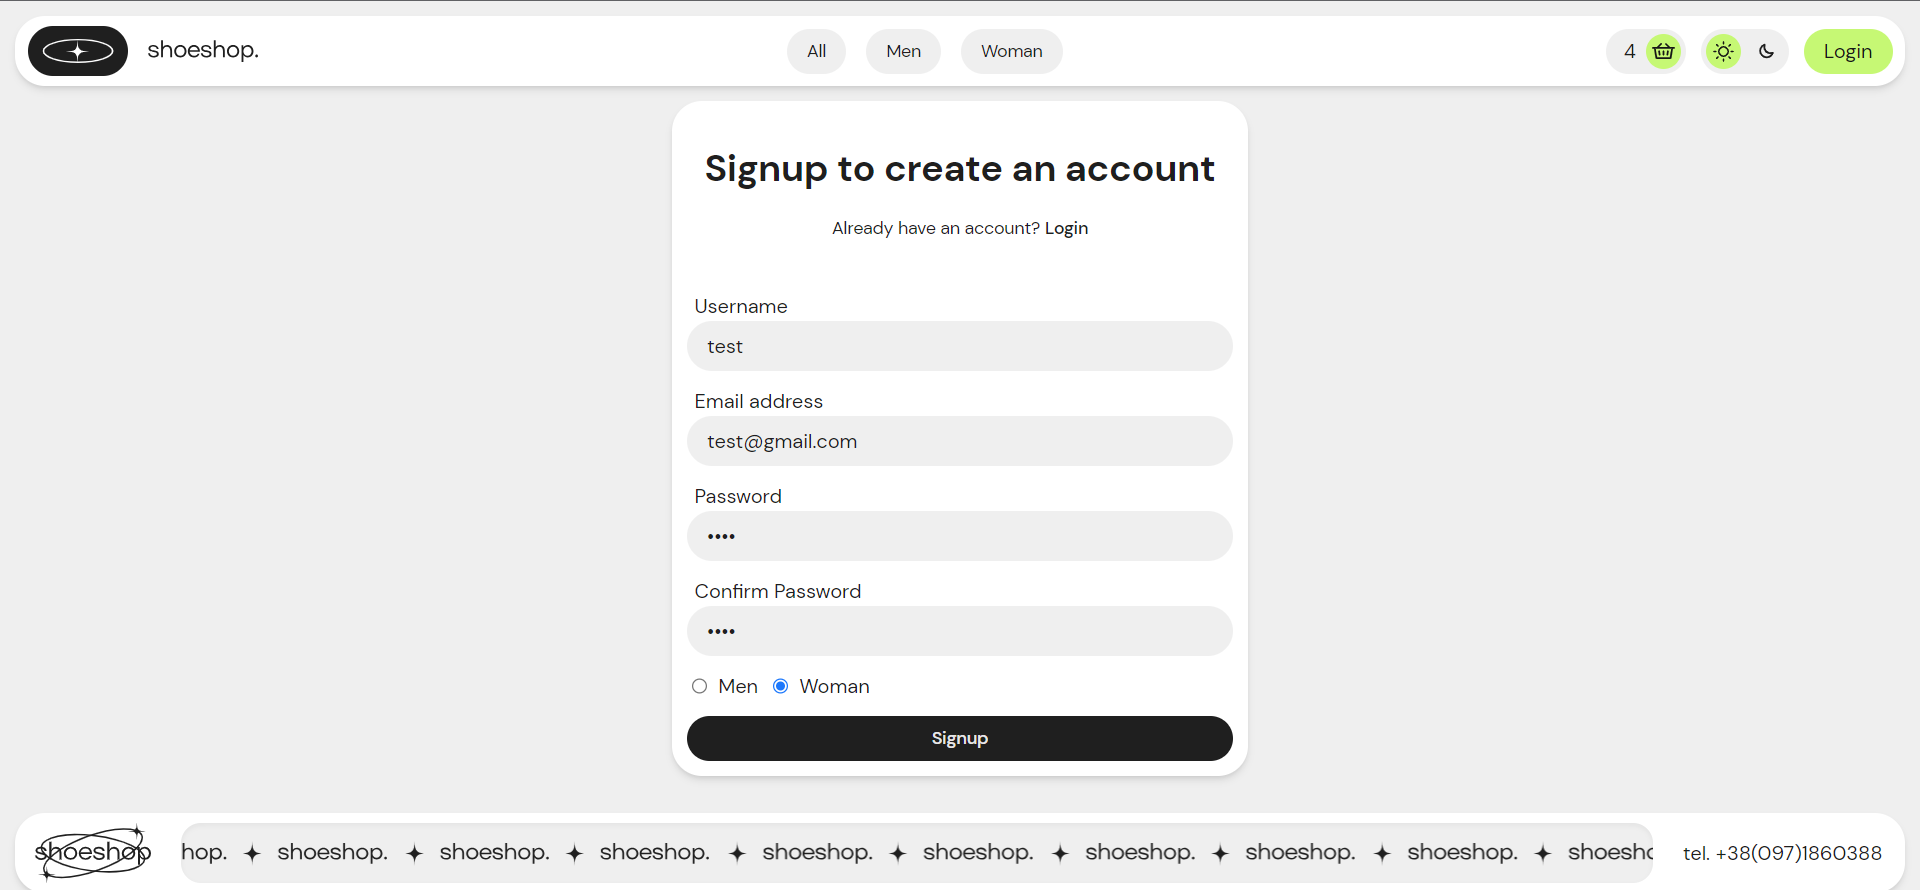 shoeshop.
All
Men
Woman
4
Login
Signup to create an account
Already have an account? Login
Username
test
Email address
test@gmail.com
Password
••••
Confirm Password
••••
Men
Woman
Signup
shoeshop
hop. ✦ shoeshop. ✦ shoeshop. ✦ shoeshop. ✦ shoeshop. ✦ shoeshop. ✦ shoeshop. ✦ shoeshop. ✦ shoeshop. ✦ shoesho
tel. +38(097)1860388